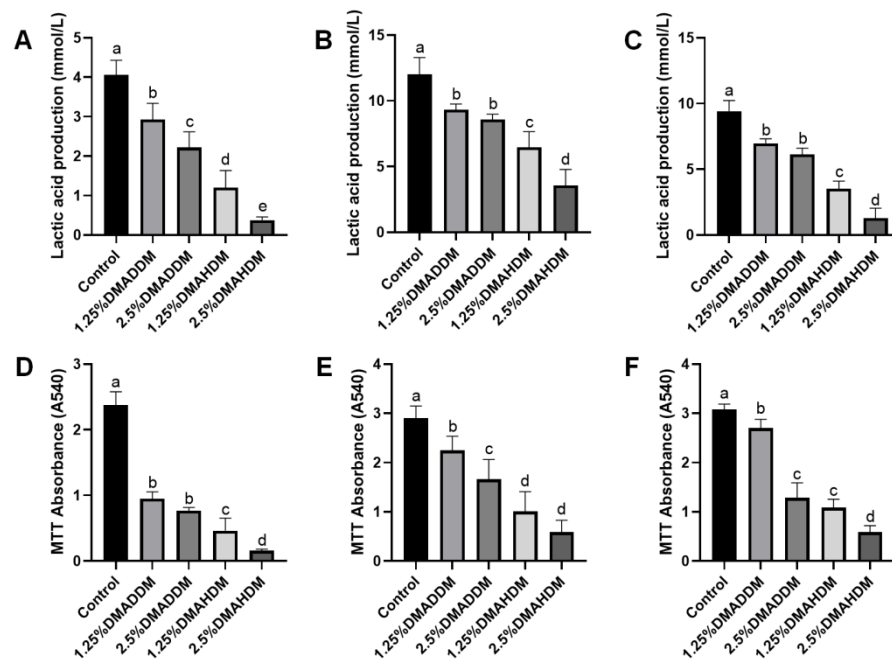 A
Lactic acid production (mmol/L)
5
4
3
2
1
0
a
b
c
d
e
Control
1.25%DMADDM
2.5%DMADDM
1.25%DMAHDM
2.5%DMAHDM
B
Lactic acid production (mmol/L)
15
10
5
0
a
b
b
c
d
Control
1.25%DMADDM
2.5%DMADDM
1.25%DMAHDM
2.5%DMAHDM
C
Lactic acid production (mmol/L)
15
10
5
0
a
b
b
c
d
Control
1.25%DMADDM
2.5%DMADDM
1.25%DMAHDM
2.5%DMAHDM
D
MTT Absorbance (A540)
3
2
1
0
a
b
b
c
d
Control
1.25%DMADDM
2.5%DMADDM
1.25%DMAHDM
2.5%DMAHDM
E
MTT Absorbance (A540)
4
3
2
1
0
a
b
c
d
d
Control
1.25%DMADDM
2.5%DMADDM
1.25%DMAHDM
2.5%DMAHDM
F
MTT Absorbance (A540)
4
3
2
1
0
a
b
c
c
d
Control
1.25%DMADDM
2.5%DMADDM
1.25%DMAHDM
2.5%DMAHDM